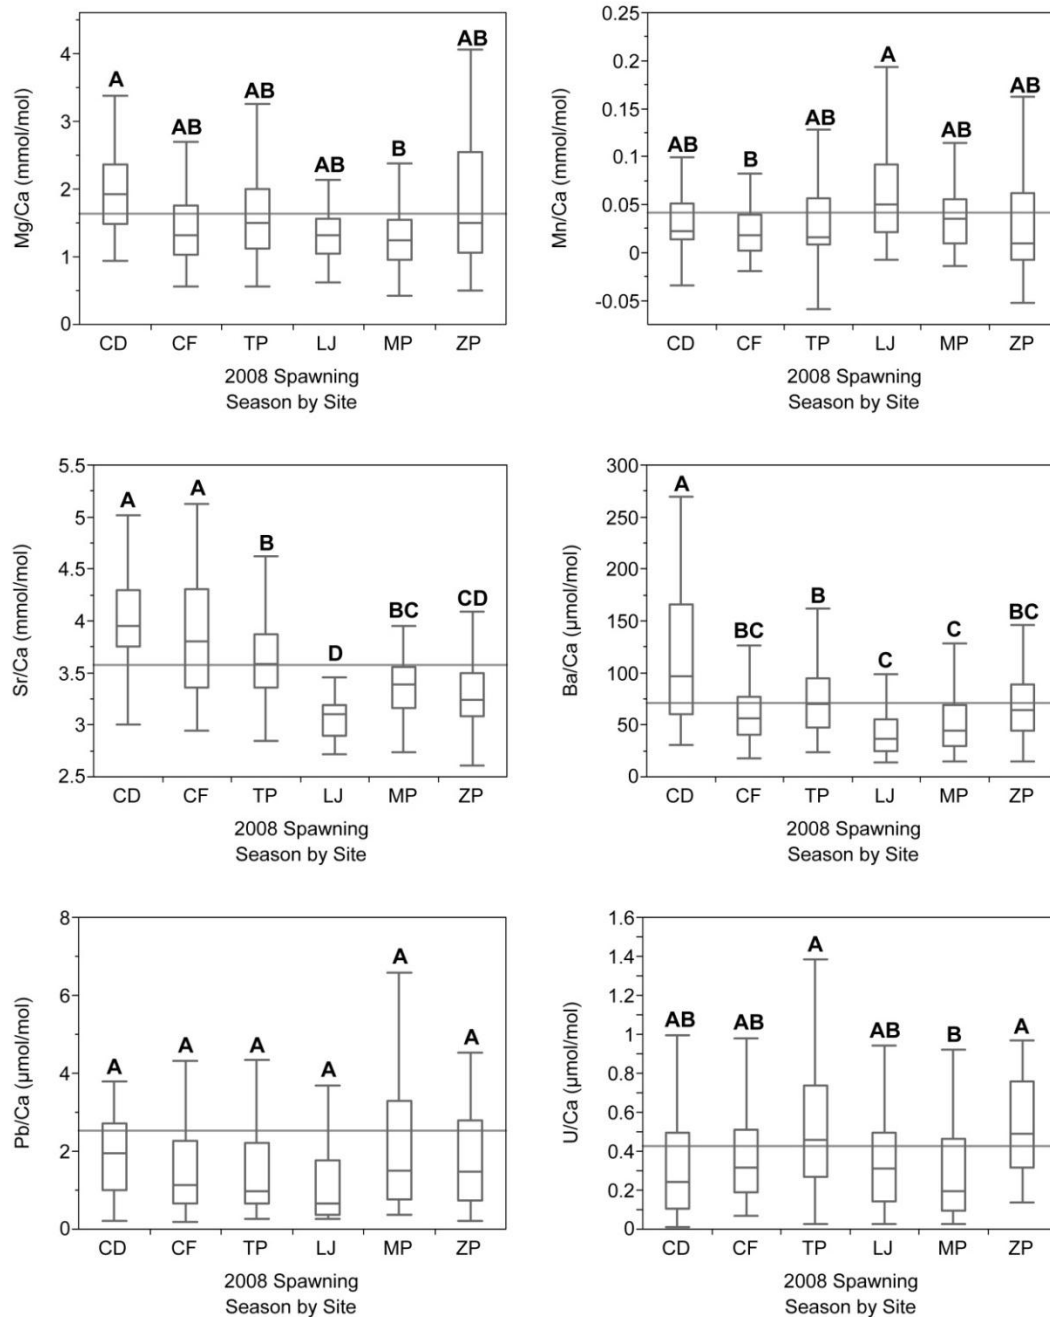 Mg/Ca (mmol/mol)
4
3
2
1
0
A
AB
AB
AB
B
AB
CD CF TP LJ MP ZP
2008 Spawning
Season by Site
Mn/Ca (mmol/mol)
0.25
0.2
0.15
0.1
0.05
0
-0.05
AB
B
AB
A
AB
AB
CD CF TP LJ MP ZP
2008 Spawning
Season by Site
Sr/Ca (mmol/mol)
5.5
5
4.5
4
3.5
3
2.5
A
A
B
D
BC
CD
CD CF TP LJ MP ZP
2008 Spawning
Season by Site
Ba/Ca (µmol/mol)
300
250
200
150
100
50
0
A
BC
B
C
C
BC
CD CF TP LJ MP ZP
2008 Spawning
Season by Site
Pb/Ca (µmol/mol)
8
6
4
2
0
A
A
A
A
A
A
CD CF TP LJ MP ZP
2008 Spawning
Season by Site
U/Ca (µmol/mol)
1.6
1.4
1.2
1
0.8
0.6
0.4
0.2
0
AB
AB
A
AB
B
A
CD CF TP LJ MP ZP
2008 Spawning
Season by Site